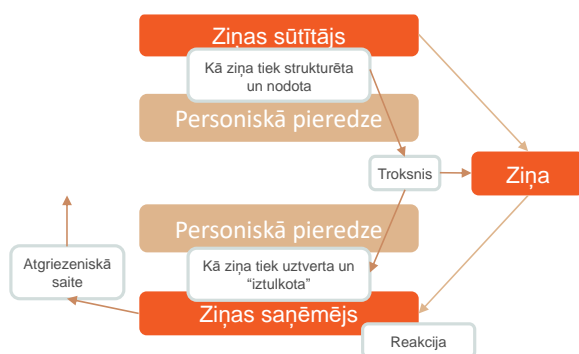 Ziņas sūtītājs
Kā ziņa tiek strukturēta
un nodota
Personiskā pieredze
Troksnis
Ziņa
Personiskā pieredze
Kā ziņa tiek uztverta un
“iztulkota”
Atgriezeniskā
saite
Ziņas saņēmējs
Reakcija